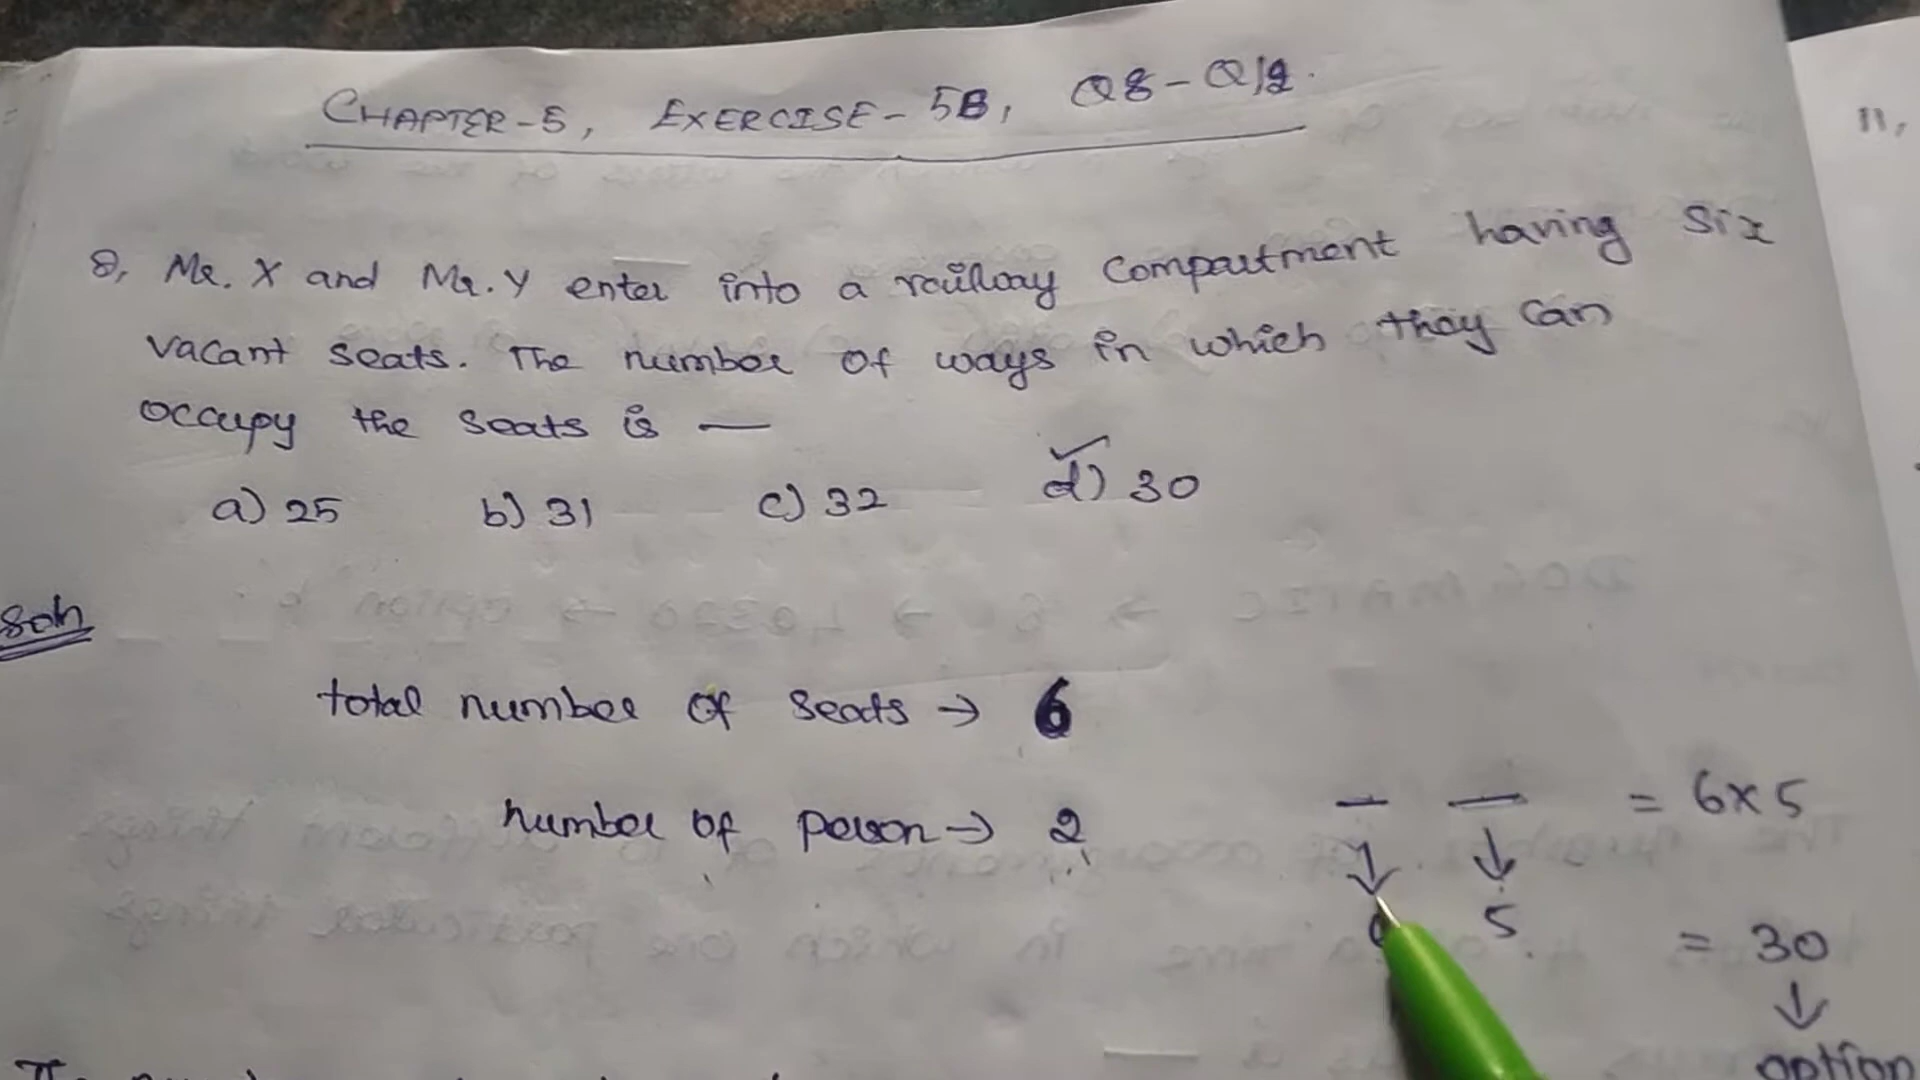 CHAPTER-5, EXERCISE-5B, Q8-Q12.
11,
8, Mr. X and Mr. Y enter into a railway Compartment having Six
vacant seats. The number of ways in which they can
occupy the seats is —
a) 25 b) 31 c) 32 d) 30
Soln
total number of seats → 6
number of person → 2
— — = 6x5
↓ ↓
5
= 30
↓
option